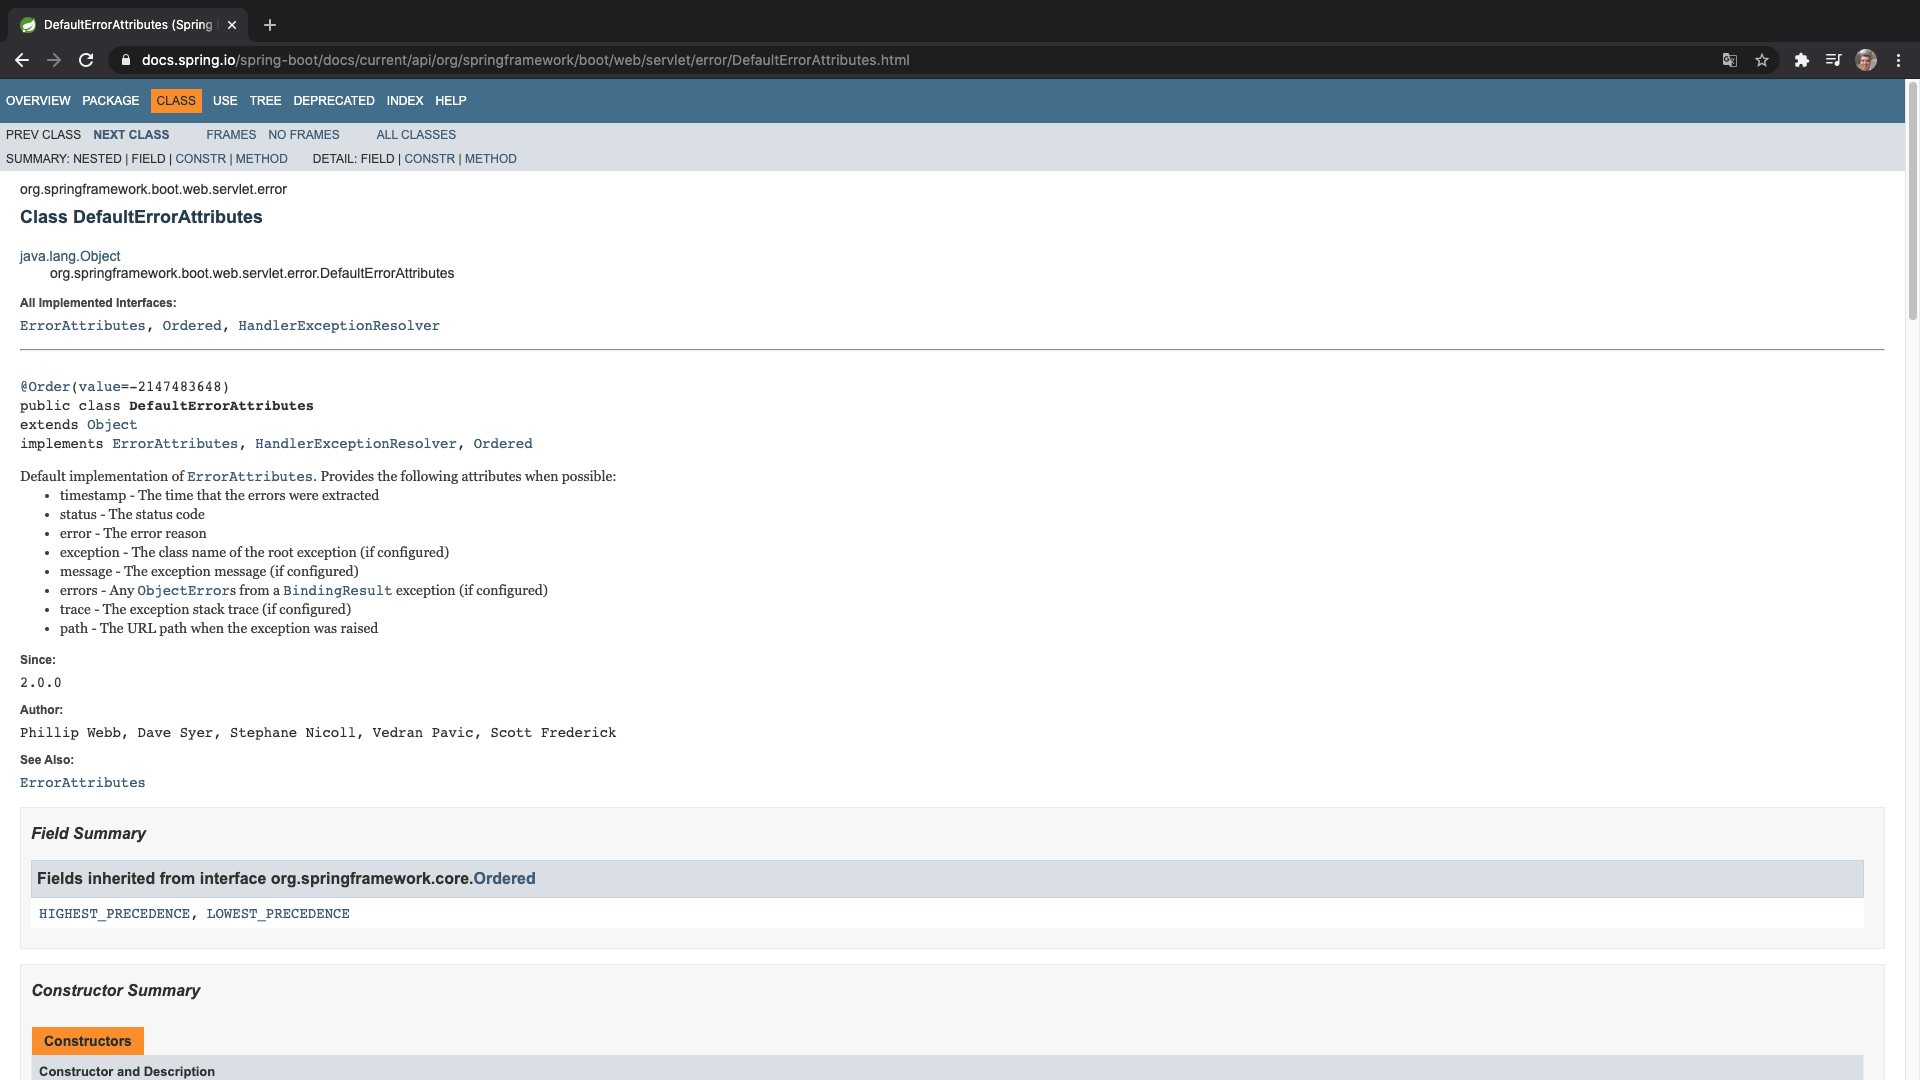 DefaultErrorAttributes (Spring
docs.spring.io/spring-boot/docs/current/api/org/springframework/boot/web/servlet/error/DefaultErrorAttributes.html
OVERVIEW PACKAGE CLASS USE TREE DEPRECATED INDEX HELP
PREV CLASS NEXT CLASS FRAMES NO FRAMES ALL CLASSES
SUMMARY: NESTED | FIELD | CONSTR | METHOD DETAIL: FIELD | CONSTR | METHOD
org.springframework.boot.web.servlet.error
Class DefaultErrorAttributes
java.lang.Object
org.springframework.boot.web.servlet.error.DefaultErrorAttributes
All Implemented Interfaces:
ErrorAttributes, Ordered, HandlerExceptionResolver
@Order(value=-2147483648)
public class DefaultErrorAttributes
extends Object
implements ErrorAttributes, HandlerExceptionResolver, Ordered
Default implementation of ErrorAttributes. Provides the following attributes when possible:
• timestamp - The time that the errors were extracted
• status - The status code
• error - The error reason
• exception - The class name of the root exception (if configured)
• message - The exception message (if configured)
• errors - Any ObjectErrors from a BindingResult exception (if configured)
• trace - The exception stack trace (if configured)
• path - The URL path when the exception was raised
Since:
2.0.0
Author:
Phillip Webb, Dave Syer, Stephane Nicoll, Vedran Pavic, Scott Frederick
See Also:
ErrorAttributes
Field Summary
Fields inherited from interface org.springframework.core.Ordered
HIGHEST_PRECEDENCE, LOWEST_PRECEDENCE
Constructor Summary
Constructors
Constructor and Description